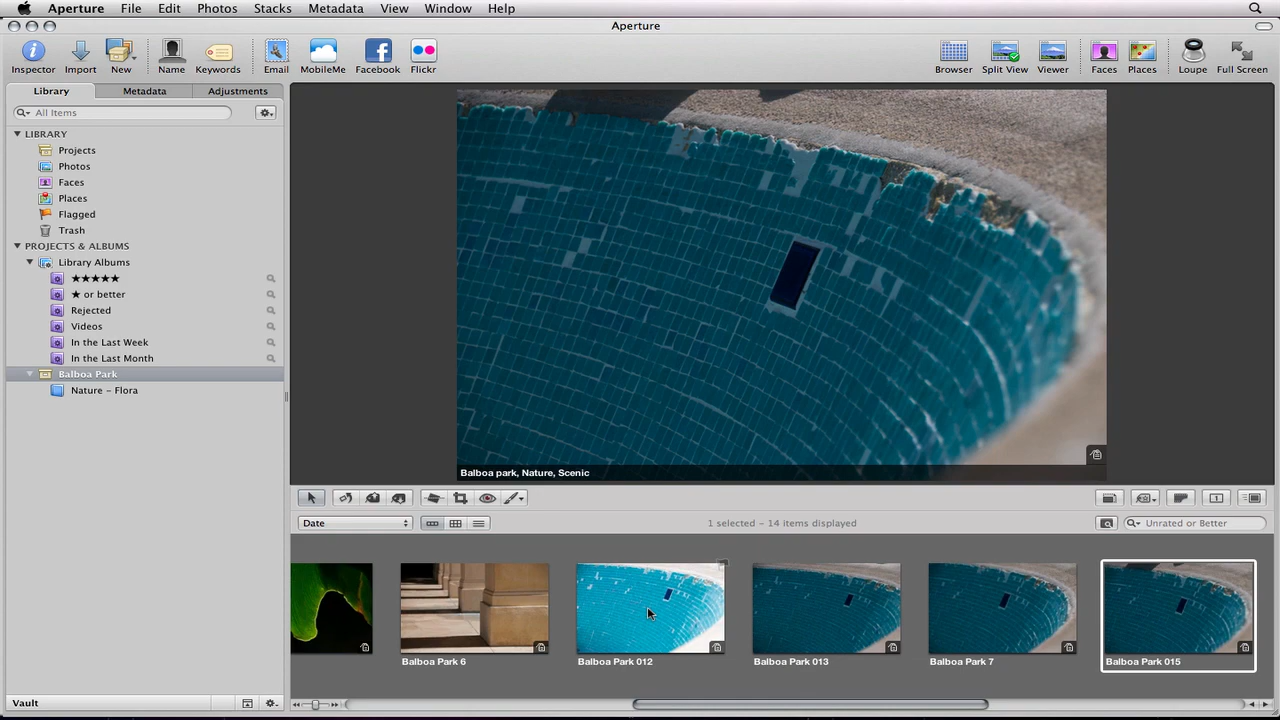 Aperture File Edit Photos Stacks Metadata View Window Help
Aperture
Inspector Import New Name Keywords Email MobileMe Facebook Flickr Browser Split View Viewer Faces Places Loupe Full Screen
Library Metadata Adjustments
All Items
LIBRARY
Projects
Photos
Faces
Places
Flagged
Trash
PROJECTS & ALBUMS
Library Albums
★★★★★
★ or better
Rejected
Videos
In the Last Week
In the Last Month
Balboa Park
Nature – Flora
Vault
Balboa park, Nature, Scenic
Date 1 selected – 14 items displayed Unrated or Better
Balboa Park 6 Balboa Park 012 Balboa Park 013 Balboa Park 7 Balboa Park 015